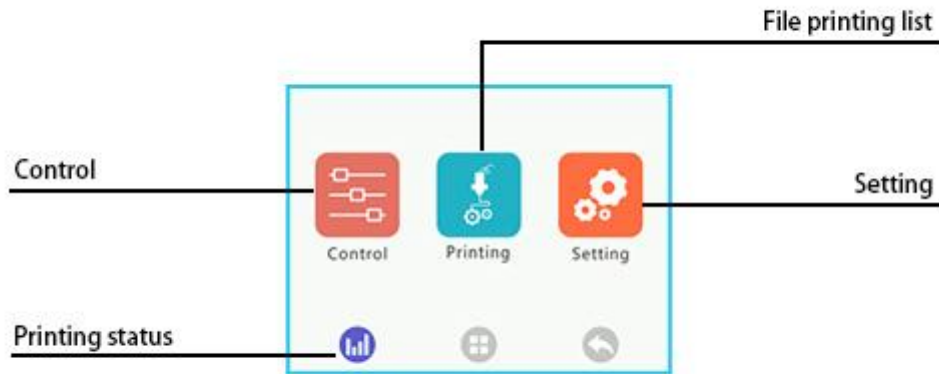 File printing list
Control
Setting
Control
Printing
Setting
Printing status